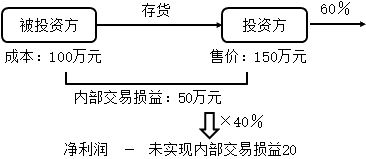 被投资方
存货
投资方
60%
成本：100万元
售价：150万元
内部交易损益：50万元
×40%
净利润 － 未实现内部交易损益20